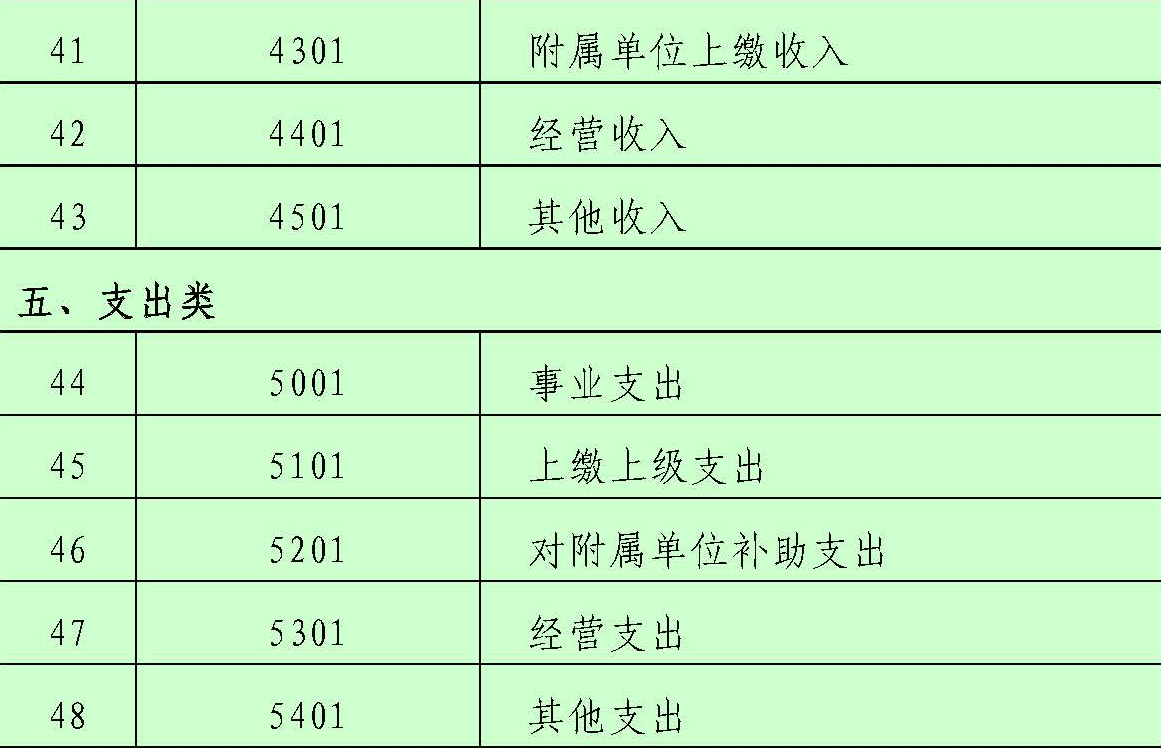 41 4301 附属单位上缴收入
42 4401 经营收入
43 4501 其他收入
五、支出类
44 5001 事业支出
45 5101 上缴上级支出
46 5201 对附属单位补助支出
47 5301 经营支出
48 5401 其他支出